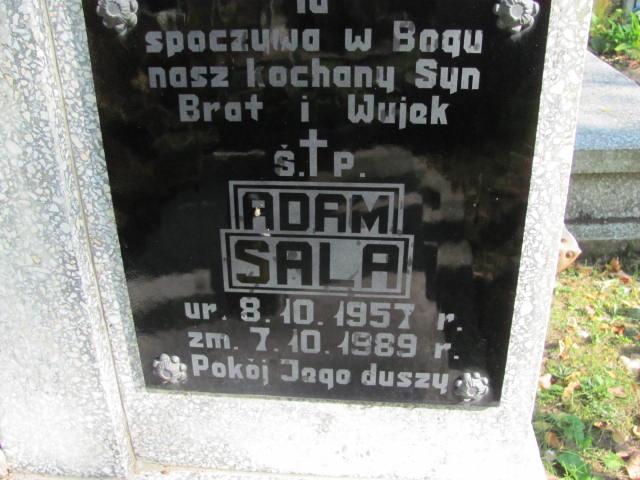 Tu
spoczywa w Bogu
nasz kochany Syn
Brat i Wujek
Ś. P.
ADAM
SALA
ur. 8.10.1957 r.
zm. 7.10.1989 r.
Pokój Jego duszy